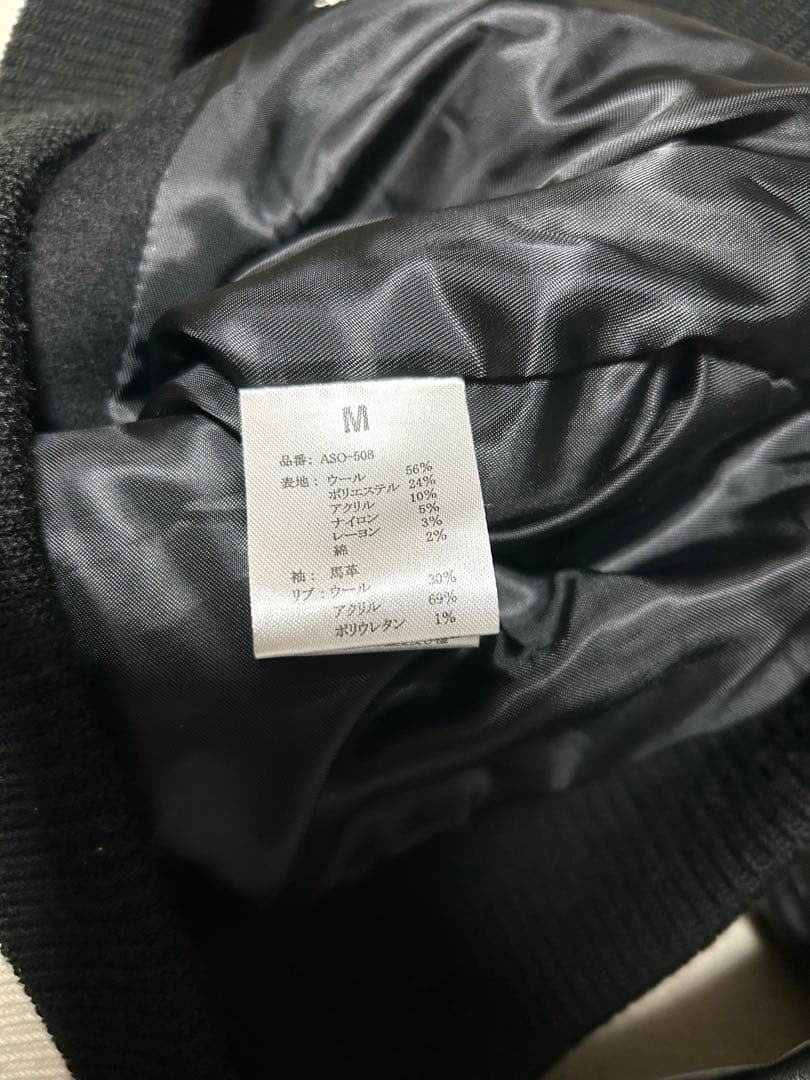 M
品番: ASO-508
表地: ウール 56%
ポリエステル 24%
アクリル 10%
ナイロン 5%
レーヨン 3%
綿 2%
袖: 馬革
リブ: ウール 30%
アクリル 69%
ポリウレタン 1%